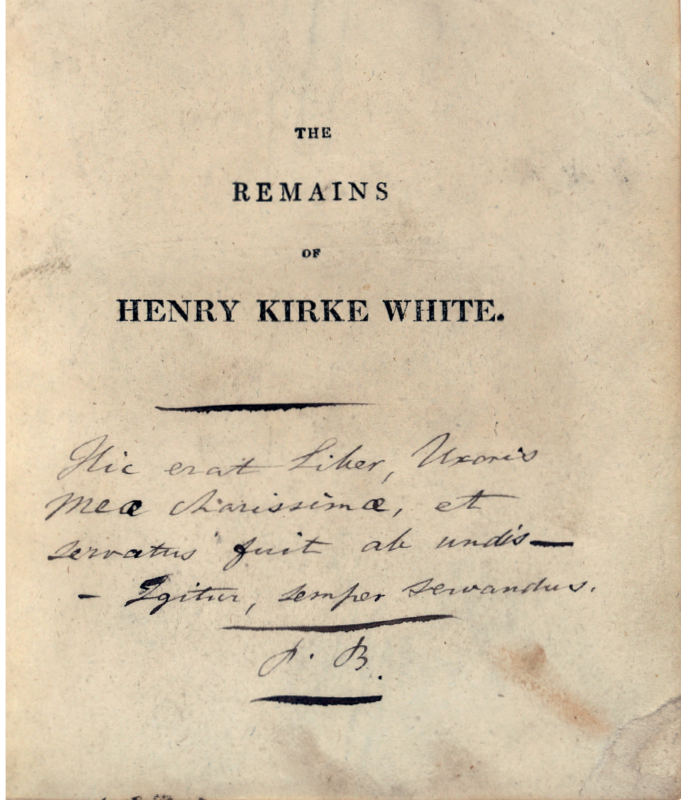 THE
REMAINS
OF
HENRY KIRKE WHITE.
Hic erat Liber, Uxoris
meæ charissimæ, et
servatus fuit ab undis—
– Igitur, semper servandus.
P. B.